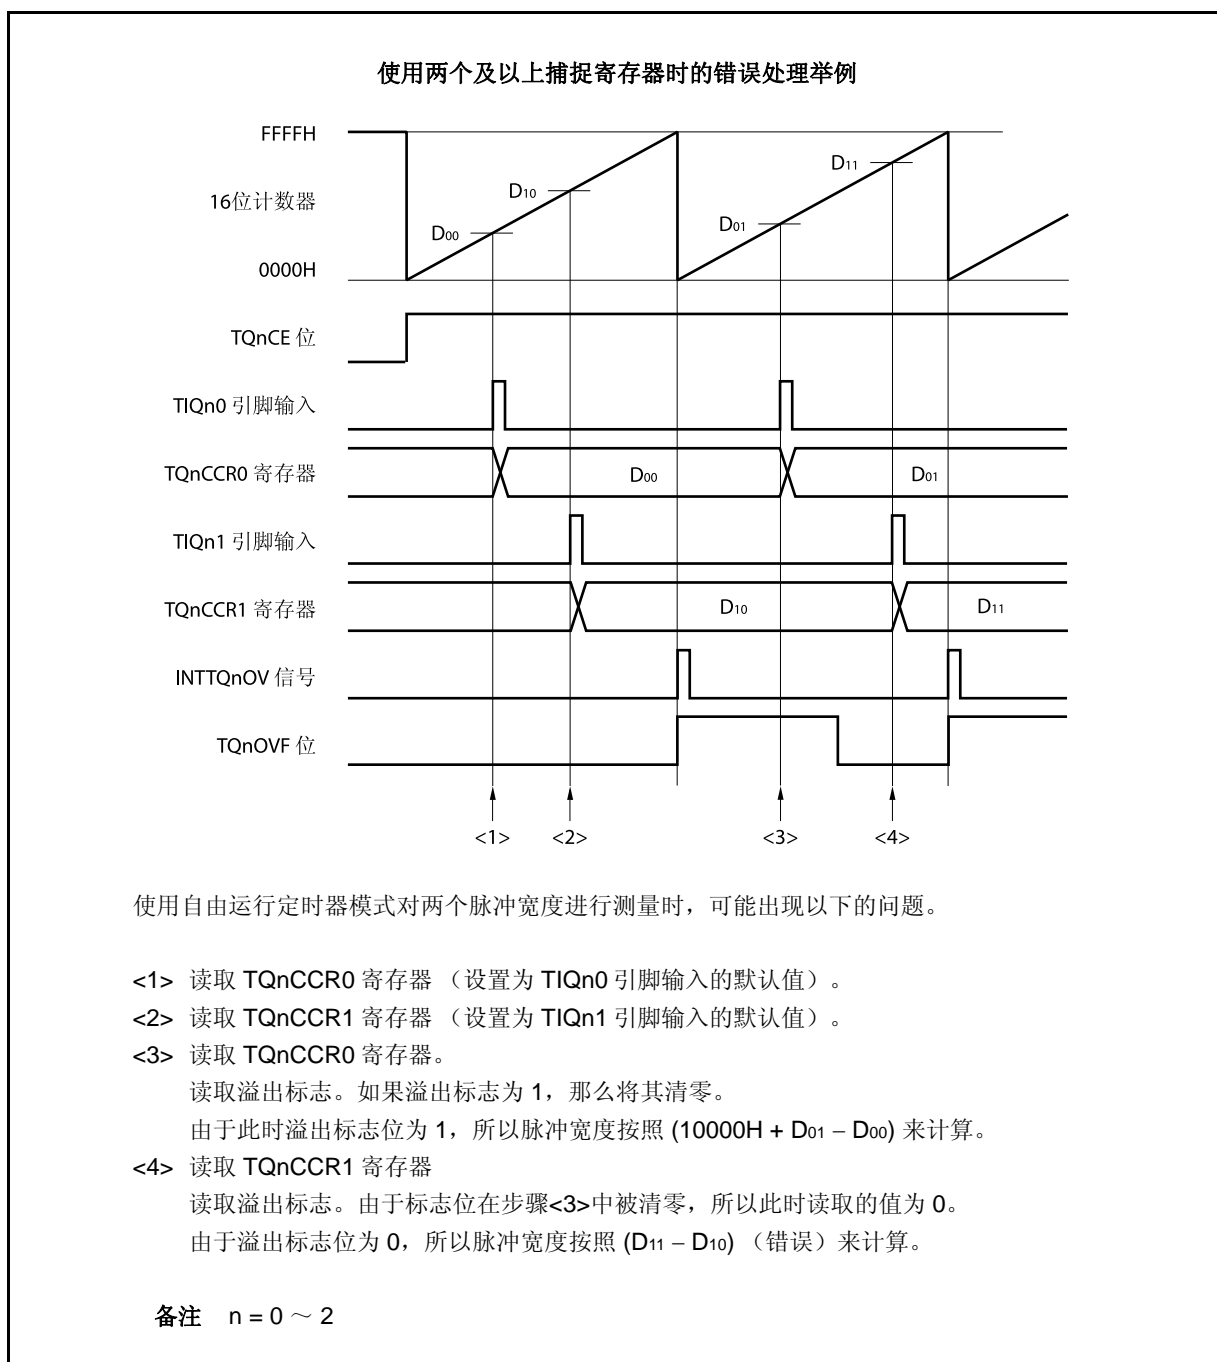 使用两个及以上捕捉寄存器时的错误处理举例
FFFFH
16位计数器
0000H
D00
D10
D01
D11
TQnCE 位
TIQn0 引脚输入
TQnCCR0 寄存器
D00
D01
TIQn1 引脚输入
TQnCCR1 寄存器
D10
D11
INTTQnOV 信号
TQnOVF 位
<1>
<2>
<3>
<4>
使用自由运行定时器模式对两个脉冲宽度进行测量时，可能出现以下的问题。
<1> 读取 TQnCCR0 寄存器 （设置为 TIQn0 引脚输入的默认值）。
<2> 读取 TQnCCR1 寄存器 （设置为 TIQn1 引脚输入的默认值）。
<3> 读取 TQnCCR0 寄存器。
读取溢出标志。如果溢出标志为 1，那么将其清零。
由于此时溢出标志位为 1，所以脉冲宽度按照 (10000H + D01 – D00) 来计算。
<4> 读取 TQnCCR1 寄存器
读取溢出标志。由于标志位在步骤<3>中被清零，所以此时读取的值为 0。
由于溢出标志位为 0，所以脉冲宽度按照 (D11 – D10) （错误）来计算。
备注 n = 0 ～ 2